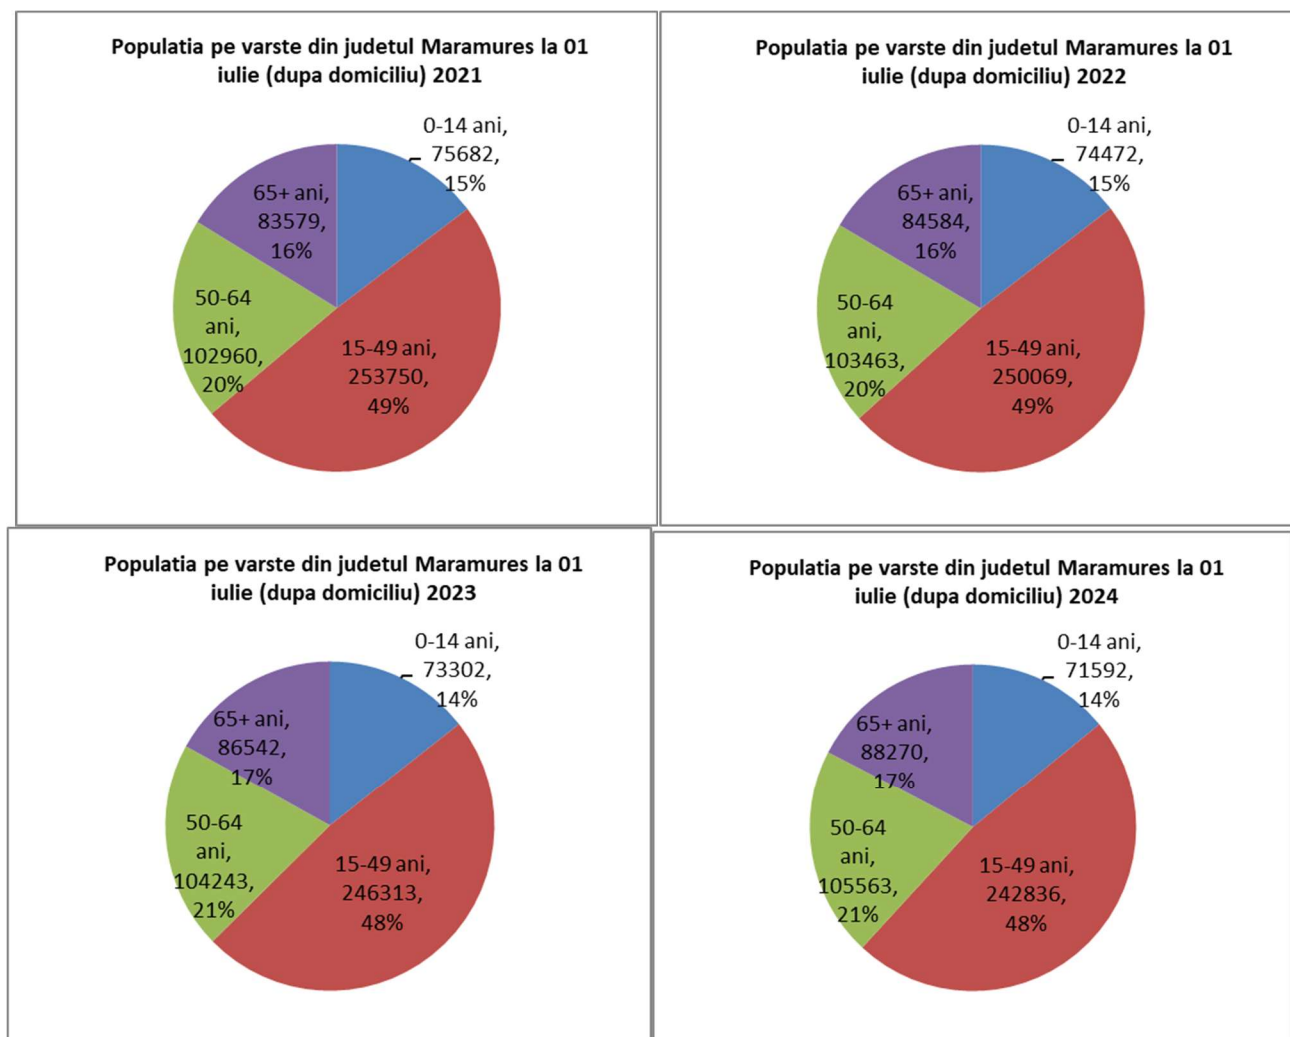 Populatia pe varste din judetul Maramures la 01
iulie (dupa domiciliu) 2021
0-14 ani,
75682,
15%
65+ ani,
83579,
16%
50-64
ani,
102960,
20%
15-49 ani,
253750,
49%
Populatia pe varste din judetul Maramures la 01
iulie (dupa domiciliu) 2022
0-14 ani,
74472,
15%
65+ ani,
84584,
16%
50-64
ani,
103463,
20%
15-49 ani,
250069,
49%
Populatia pe varste din judetul Maramures la 01
iulie (dupa domiciliu) 2023
0-14 ani,
73302,
14%
65+ ani,
86542,
17%
50-64
ani,
104243,
21%
15-49 ani,
246313,
48%
Populatia pe varste din judetul Maramures la 01
iulie (dupa domiciliu) 2024
0-14 ani,
71592,
14%
65+ ani,
88270,
17%
50-64
ani,
105563,
21%
15-49 ani,
242836,
48%